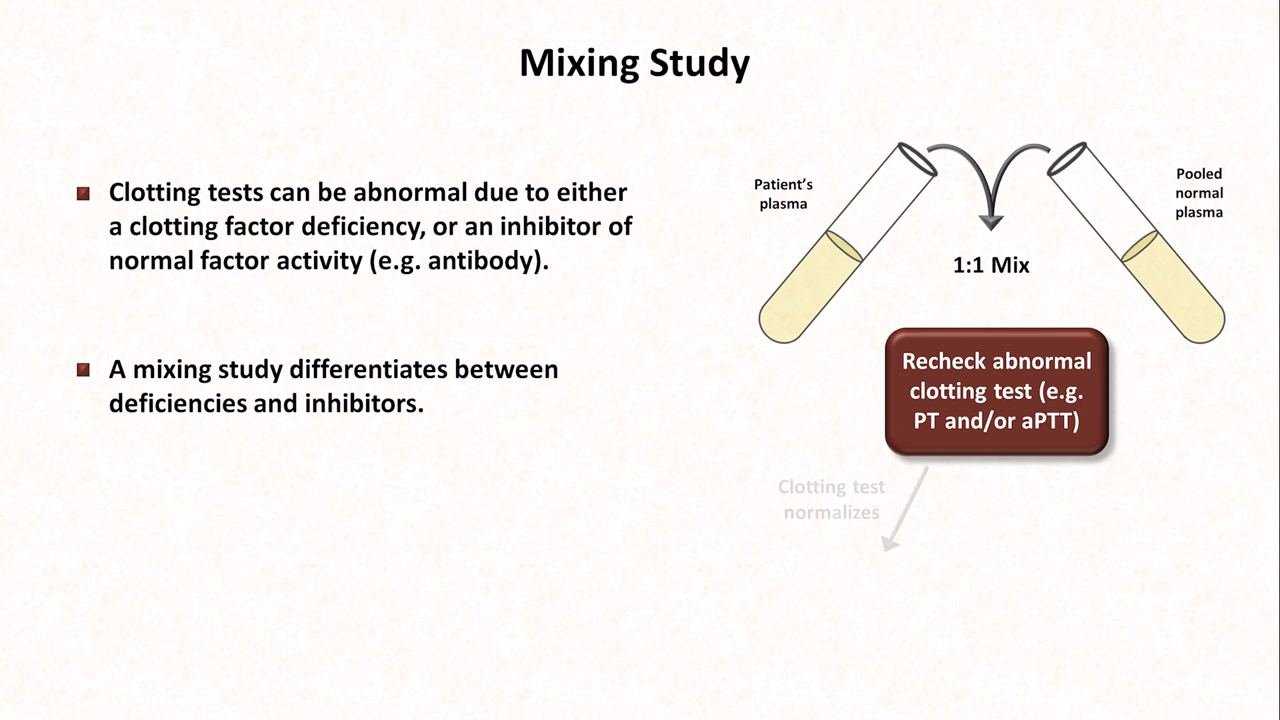 Mixing Study
Clotting tests can be abnormal due to either
a clotting factor deficiency, or an inhibitor of
normal factor activity (e.g. antibody).
A mixing study differentiates between
deficiencies and inhibitors.
Patient's
plasma
Pooled
normal
plasma
1:1 Mix
Recheck abnormal
clotting test (e.g.
PT and/or aPTT)
Clotting test
normalizes